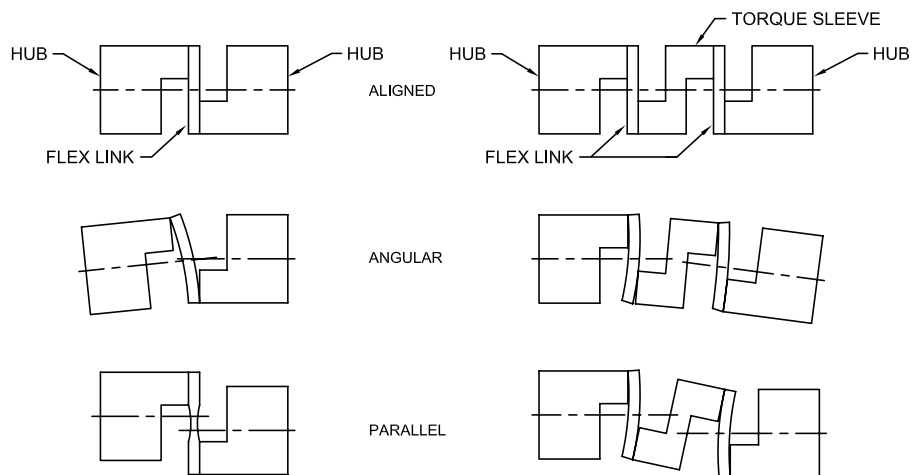 TORQUE SLEEVE
HUB
HUB
HUB
HUB
ALIGNED
FLEX LINK
FLEX LINK
ANGULAR
PARALLEL